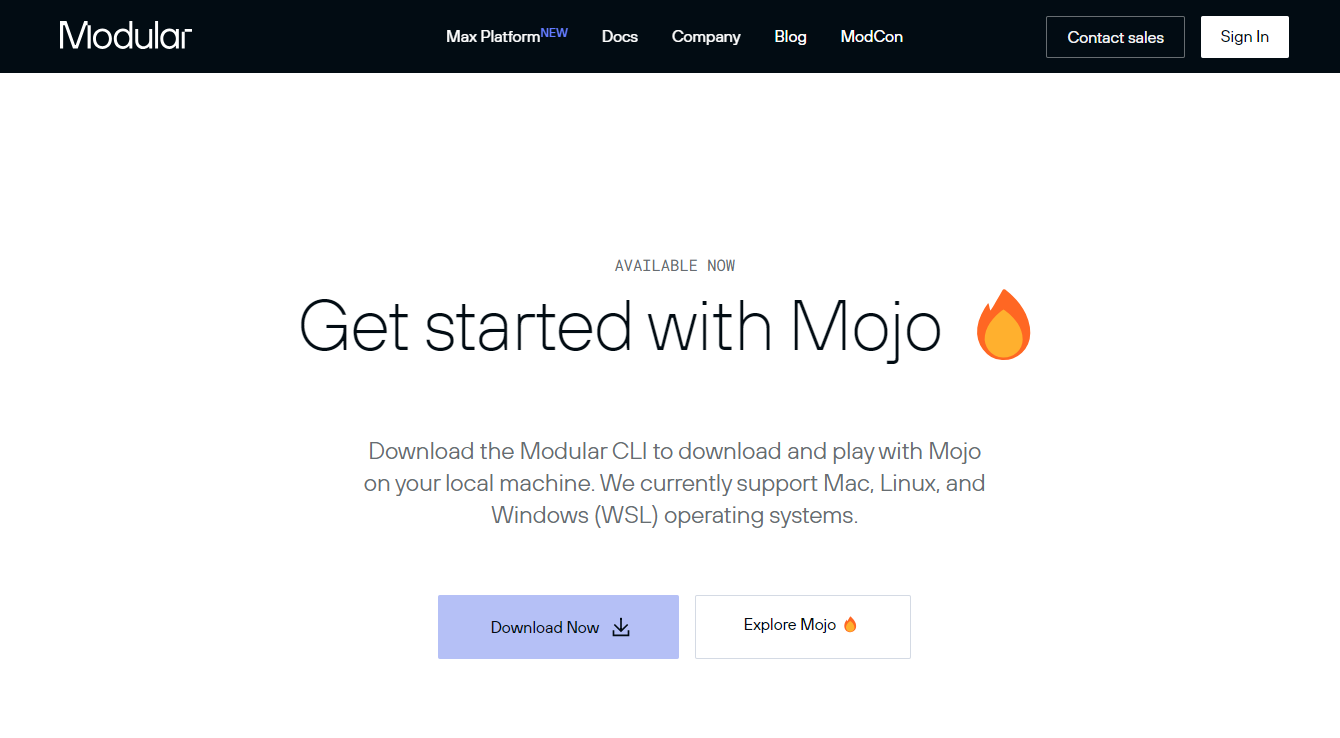 Modular
Max Platform NEW Docs Company Blog ModCon Contact sales Sign In
AVAILABLE NOW
Get started with Mojo 🔥
Download the Modular CLI to download and play with Mojo
on your local machine. We currently support Mac, Linux, and
Windows (WSL) operating systems.
Download Now
Explore Mojo 🔥